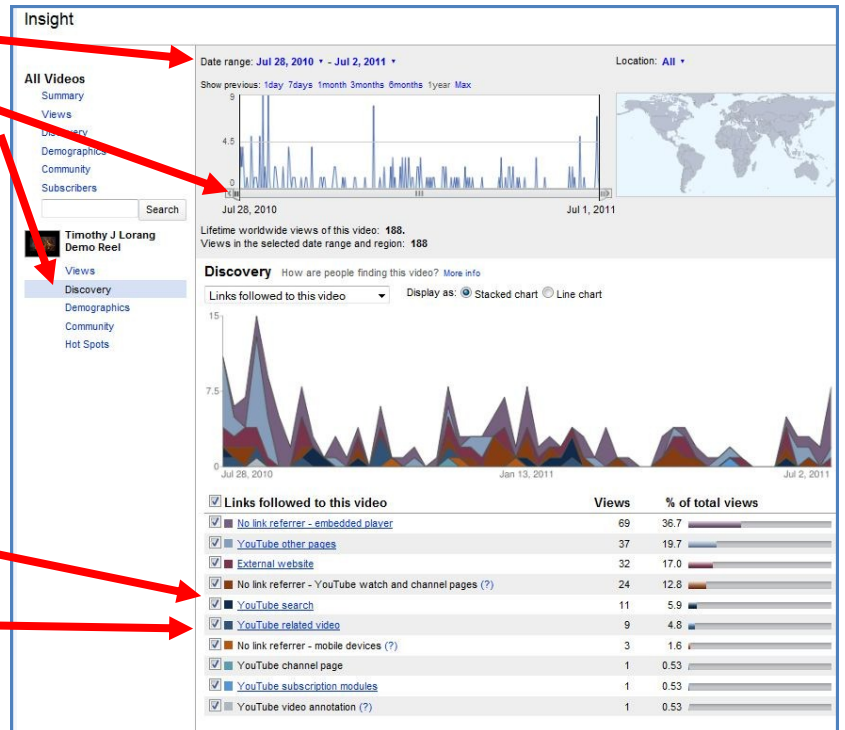 Insight
Date range: Jul 28, 2010 ▾ - Jul 2, 2011 ▾
Location: All ▾
Show previous: 1day 7days 1month 3months 6months 1year Max
All Videos
Summary
Views
Discovery
Demographics
Community
Subscribers
Search
9
4.5
0
Jul 28, 2010
Jul 1, 2011
Lifetime worldwide views of this video: 188.
Views in the selected date range and region: 188
Timothy J Lorang
Demo Reel
Views
Discovery
Demographics
Community
Hot Spots
Discovery How are people finding this video? More info
Links followed to this video
Display as: Stacked chart Line chart
15
7.5
0
Jul 28, 2010
Jan 13, 2011
Jul 2, 2011
Links followed to this video Views % of total views
No link referrer - embedded player 69 36.7
YouTube other pages 37 19.7
External website 32 17.0
No link referrer - YouTube watch and channel pages (?) 24 12.8
YouTube search 11 5.9
YouTube related video 9 4.8
No link referrer - mobile devices (?) 3 1.6
YouTube channel page 1 0.53
YouTube subscription modules 1 0.53
YouTube video annotation (?) 1 0.53